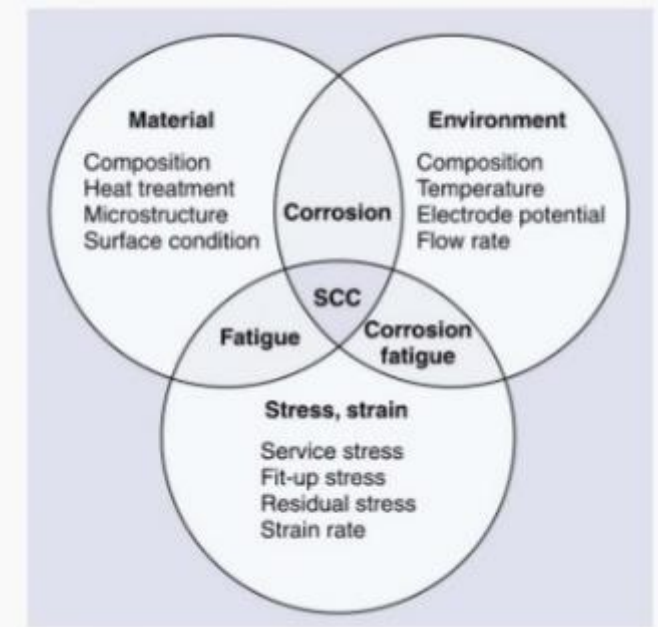 Material
Composition
Heat treatment
Microstructure
Surface condition
Environment
Composition
Temperature
Electrode potential
Flow rate
Corrosion
SCC
Fatigue
Corrosion
fatigue
Stress, strain
Service stress
Fit-up stress
Residual stress
Strain rate